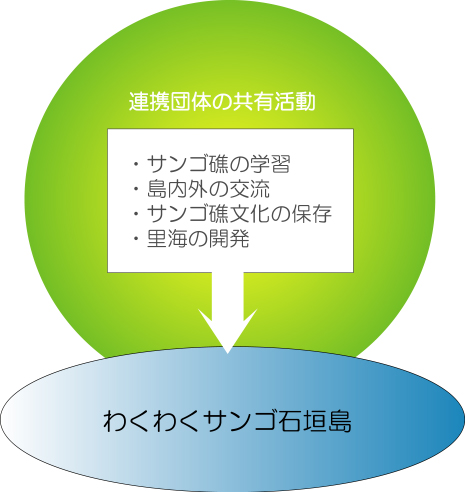 連携団体の共有活動
・サンゴ礁の学習
・島内外の交流
・サンゴ礁文化の保存
・里海の開発
わくわくサンゴ石垣島